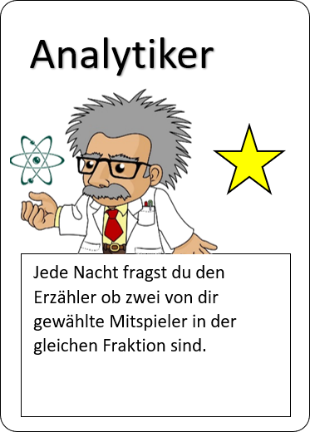 Analytiker
Jede Nacht fragst du den
Erzähler ob zwei von dir
gewählte Mitspieler in der
gleichen Fraktion sind.